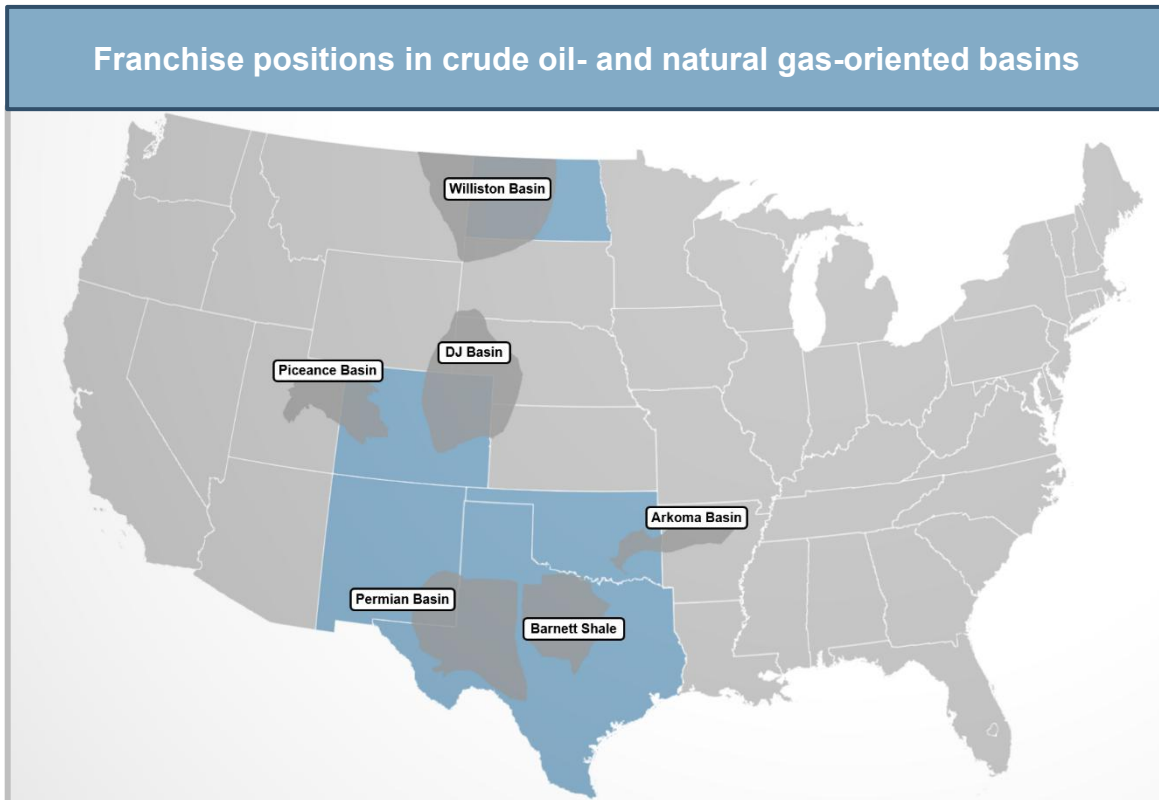 Franchise positions in crude oil- and natural gas-oriented basins
Williston Basin
DJ Basin
Piceance Basin
Arkoma Basin
Permian Basin
Barnett Shale